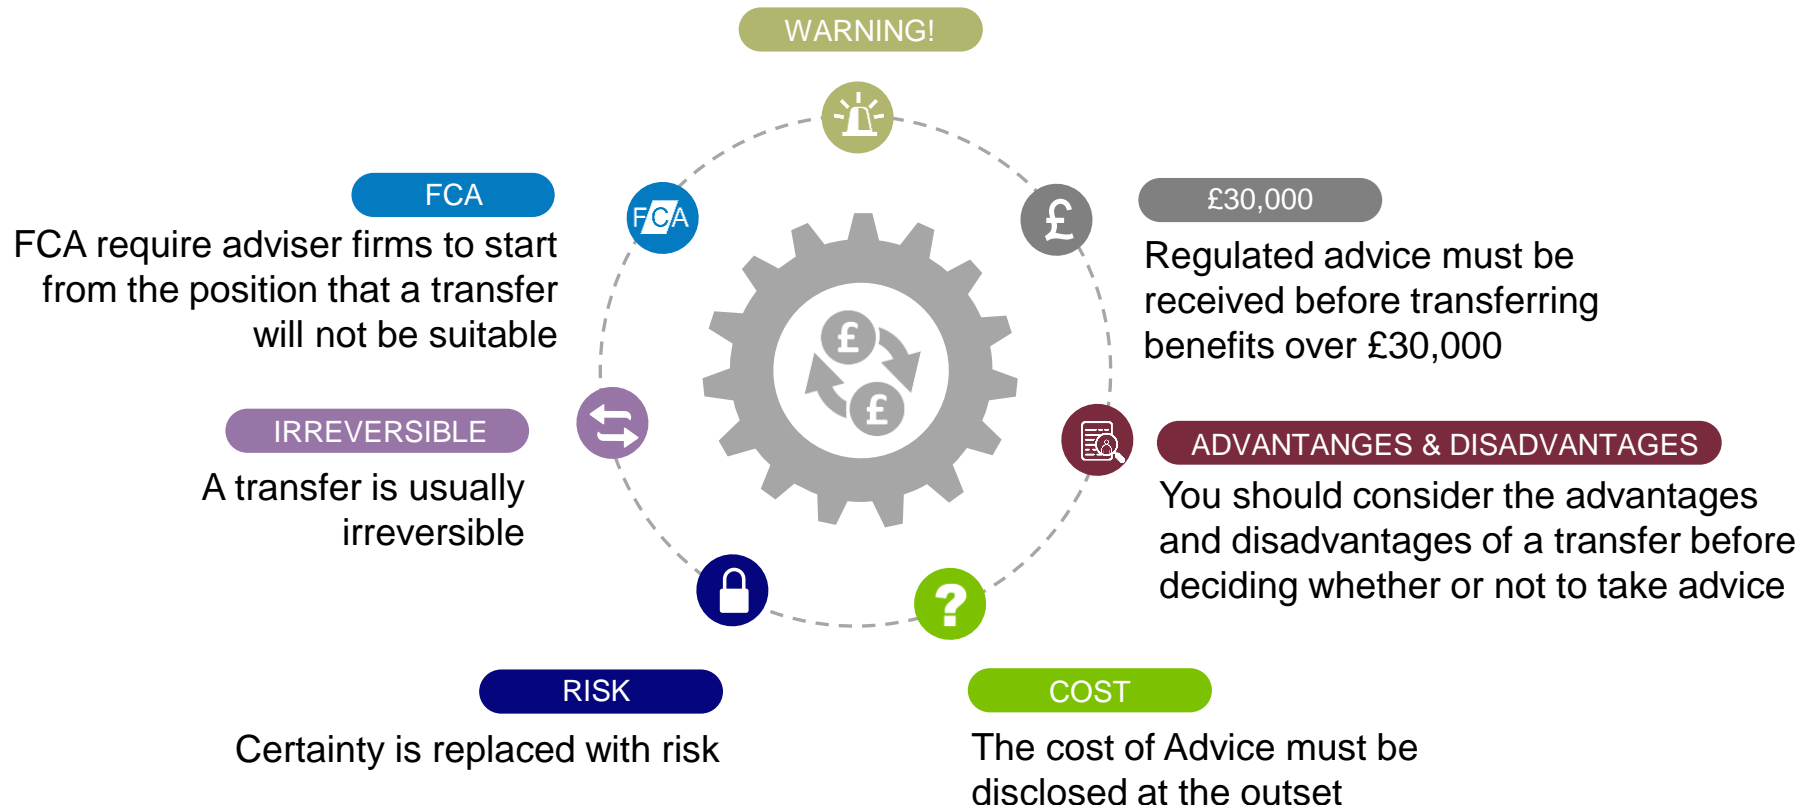 WARNING!
FCA
FCA require adviser firms to start
from the position that a transfer
will not be suitable
FCA
£
£30,000
Regulated advice must be
received before transferring
benefits over £30,000
£
£
IRREVERSIBLE
A transfer is usually
irreversible
ADVANTANGES & DISADVANTAGES
You should consider the advantages
and disadvantages of a transfer before
deciding whether or not to take advice
?
RISK
Certainty is replaced with risk
COST
The cost of Advice must be
disclosed at the outset